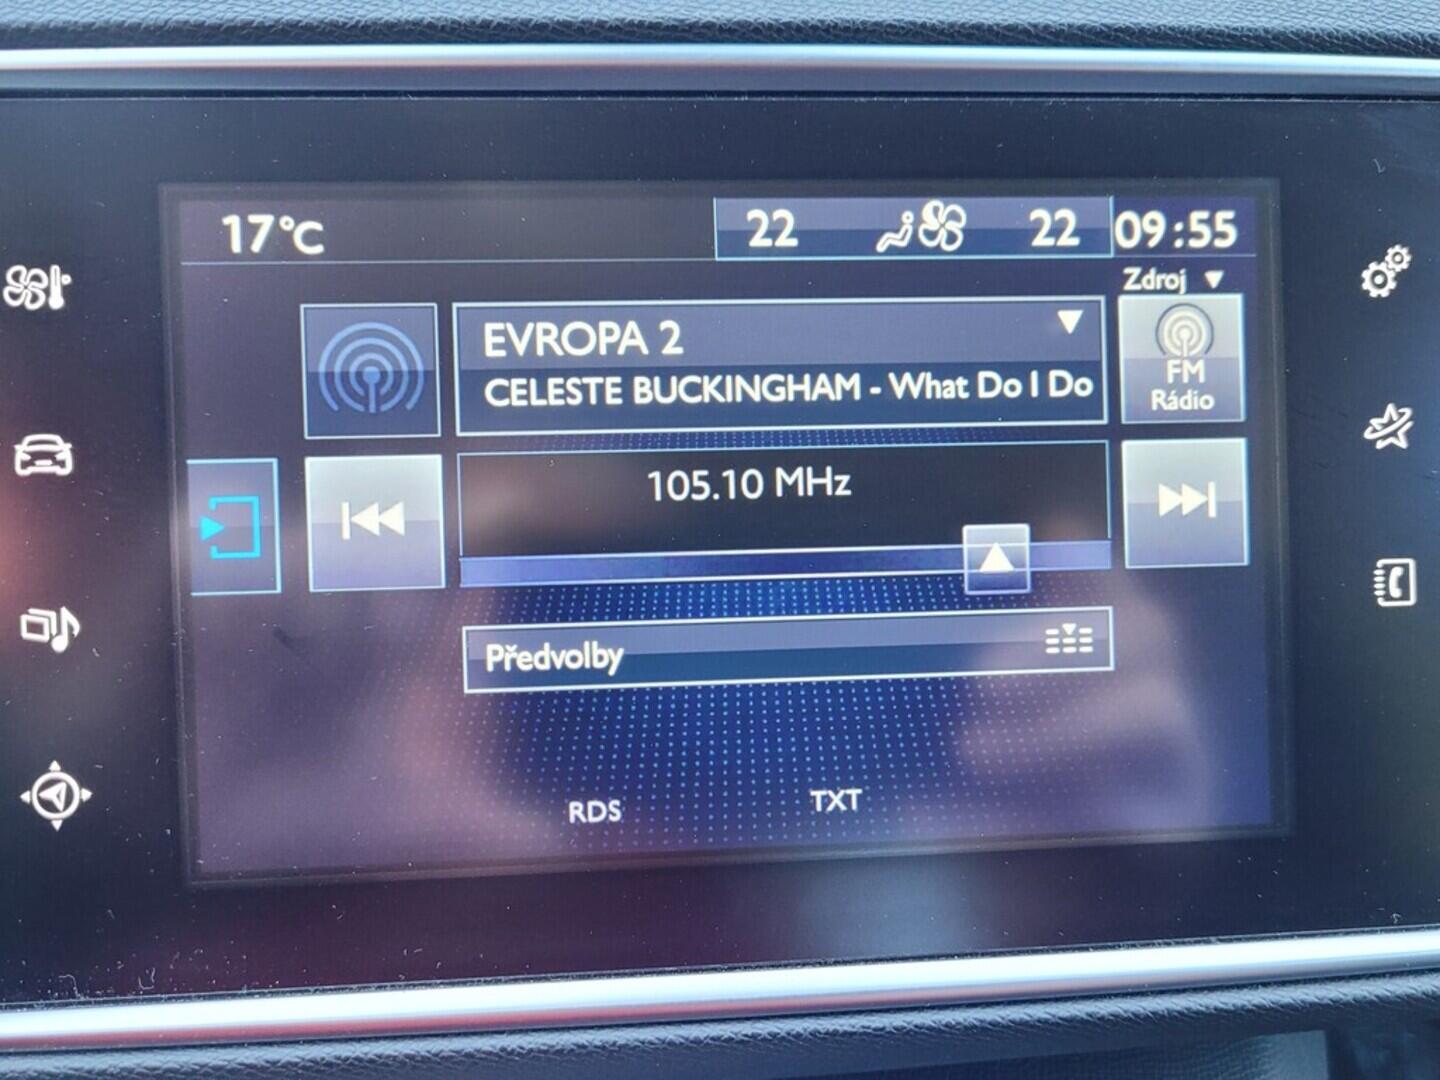 17°C 22 22 09:55
Zdroj
EVROPA 2
CELESTE BUCKINGHAM - What Do I Do
FM
Rádio
105.10 MHz
Předvolby
RDS TXT